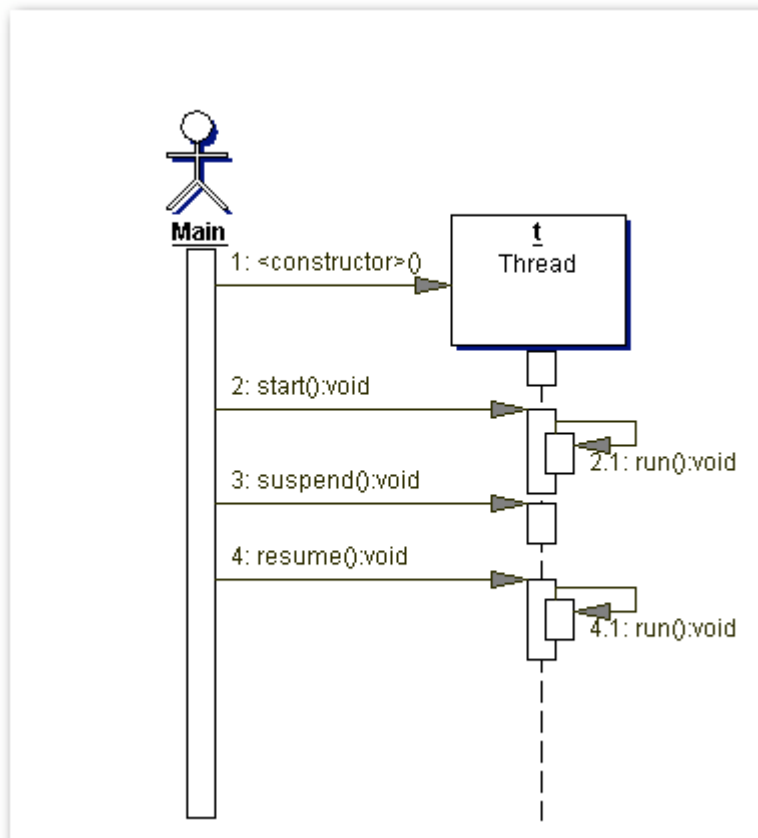 Main
t
Thread
1: <constructor>()
2: start():void
2.1: run():void
3: suspend():void
4: resume():void
4.1: run():void